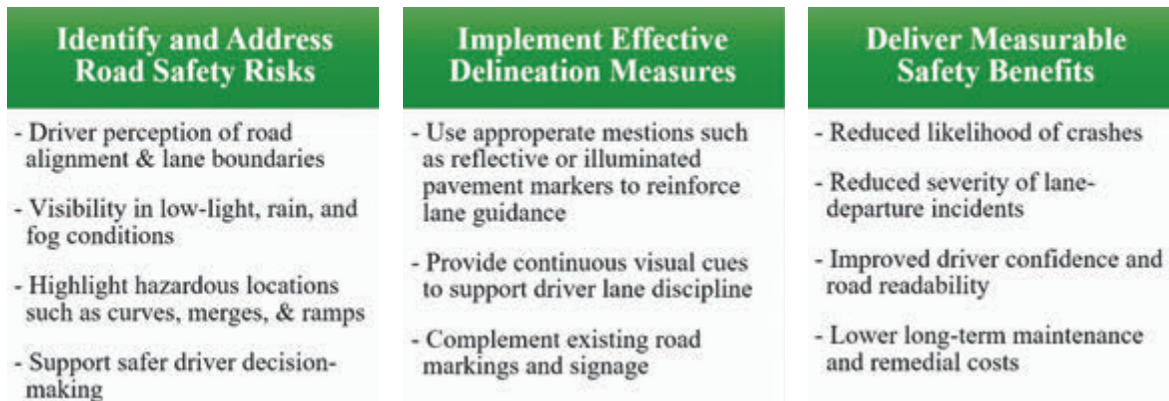 Identify and Address
Road Safety Risks
- Driver perception of road
alignment & lane boundaries
- Visibility in low-light, rain, and
fog conditions
- Highlight hazardous locations
such as curves, merges, & ramps
- Support safer driver decision-
making
Implement Effective
Delineation Measures
- Use approperate mestions such
as reflective or illuminated
pavement markers to reinforce
lane guidance
- Provide continuous visual cues
to support driver lane discipline
- Complement existing road
markings and signage
Deliver Measurable
Safety Benefits
- Reduced likelihood of crashes
- Reduced severity of lane-
departure incidents
- Improved driver confidence and
road readability
- Lower long-term maintenance
and remedial costs